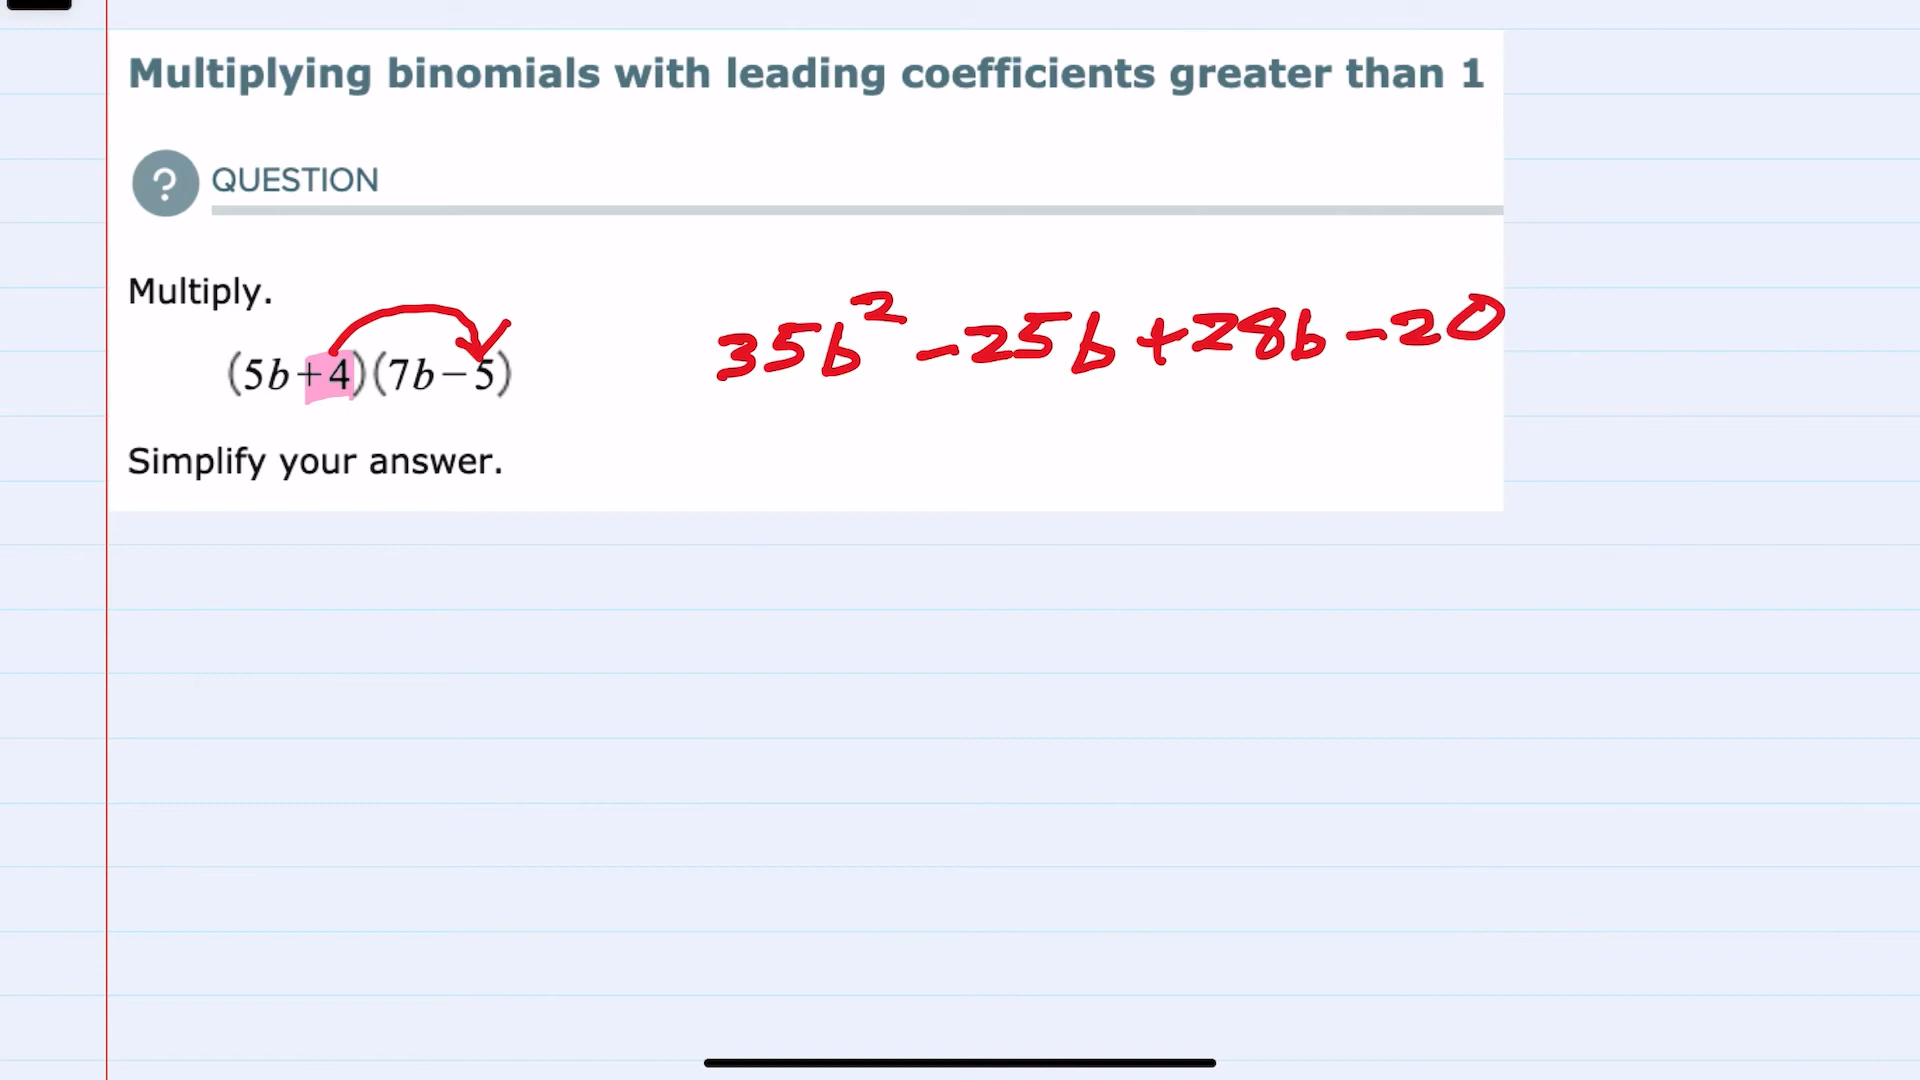 Multiplying binomials with leading coefficients greater than 1
? QUESTION
Multiply.
(5b+4)(7b−5)
35b² −25b +28b −20
Simplify your answer.